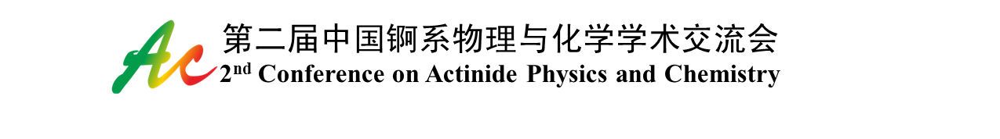 Ac
第二届中国锕系物理与化学学术交流会
2nd Conference on Actinide Physics and Chemistry